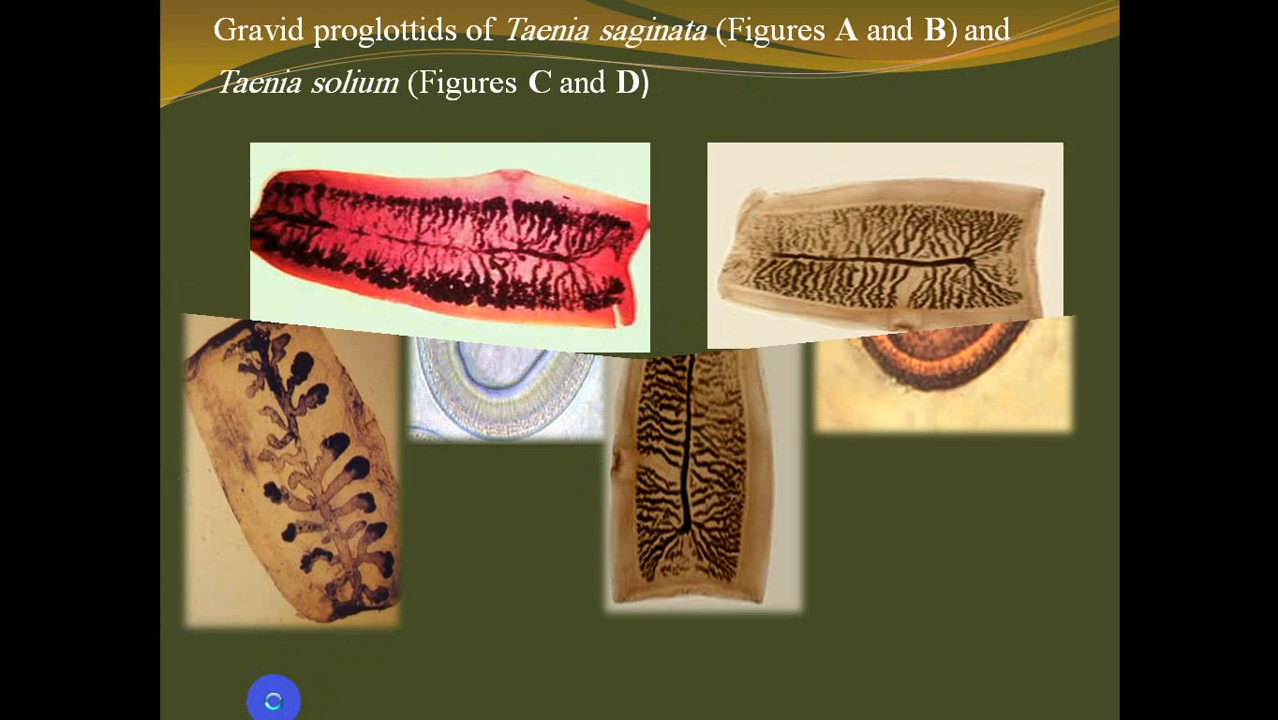 Gravid proglottids of Taenia saginata (Figures A and B) and
Taenia solium (Figures C and D)